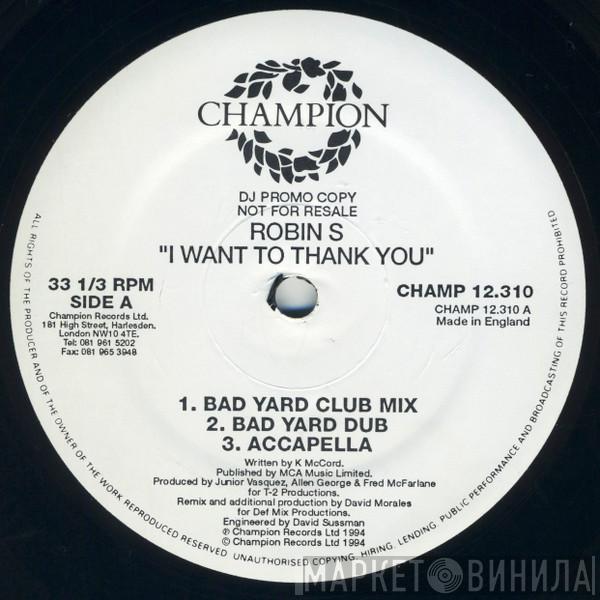 CHAMPION
DJ PROMO COPY
NOT FOR RESALE
ROBIN S
"I WANT TO THANK YOU"
33 1/3 RPM
SIDE A
Champion Records Ltd.
181 High Street, Harlesden.
London NW10 4TE.
Tel: 081 961 5202
Fax: 081 965 3948
CHAMP 12.310
CHAMP 12.310 A
Made in England
1. BAD YARD CLUB MIX
2. BAD YARD DUB
3. ACCAPELLA
Written by K McCord.
Published by MCA Music Limited.
Produced by Junior Vasquez, Allen George & Fred McFarlane
for T-2 Productions.
Remix and additional production by David Morales
for Def Mix Productions.
Engineered by David Sussman
℗ Champion Records Ltd 1994
© Champion Records Ltd 1994
ALL RIGHTS OF THE PRODUCER AND OF THE OWNER OF THE WORK REPRODUCED RESERVED. UNAUTHORISED COPYING, HIRING, LENDING, PUBLIC PERFORMANCE AND BROADCASTING OF THIS RECORD PROHIBITED
МАРКЕТ ВИНИЛА